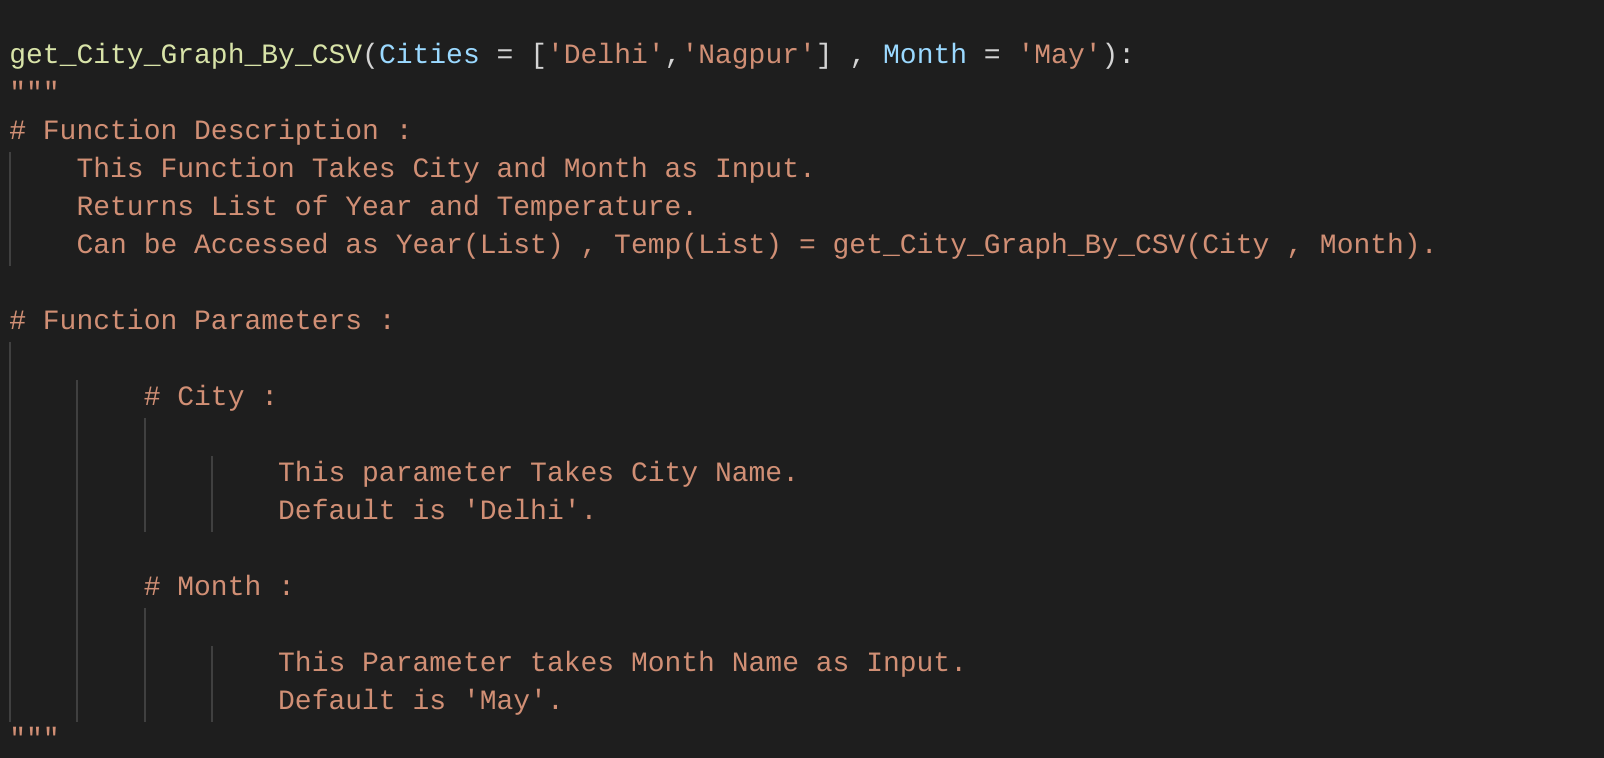 get_City_Graph_By_CSV(Cities = ['Delhi','Nagpur'] , Month = 'May'):
"""
# Function Description :
This Function Takes City and Month as Input.
Returns List of Year and Temperature.
Can be Accessed as Year(List) , Temp(List) = get_City_Graph_By_CSV(City , Month).
# Function Parameters :
# City :
This parameter Takes City Name.
Default is 'Delhi'.
# Month :
This Parameter takes Month Name as Input.
Default is 'May'.
"""